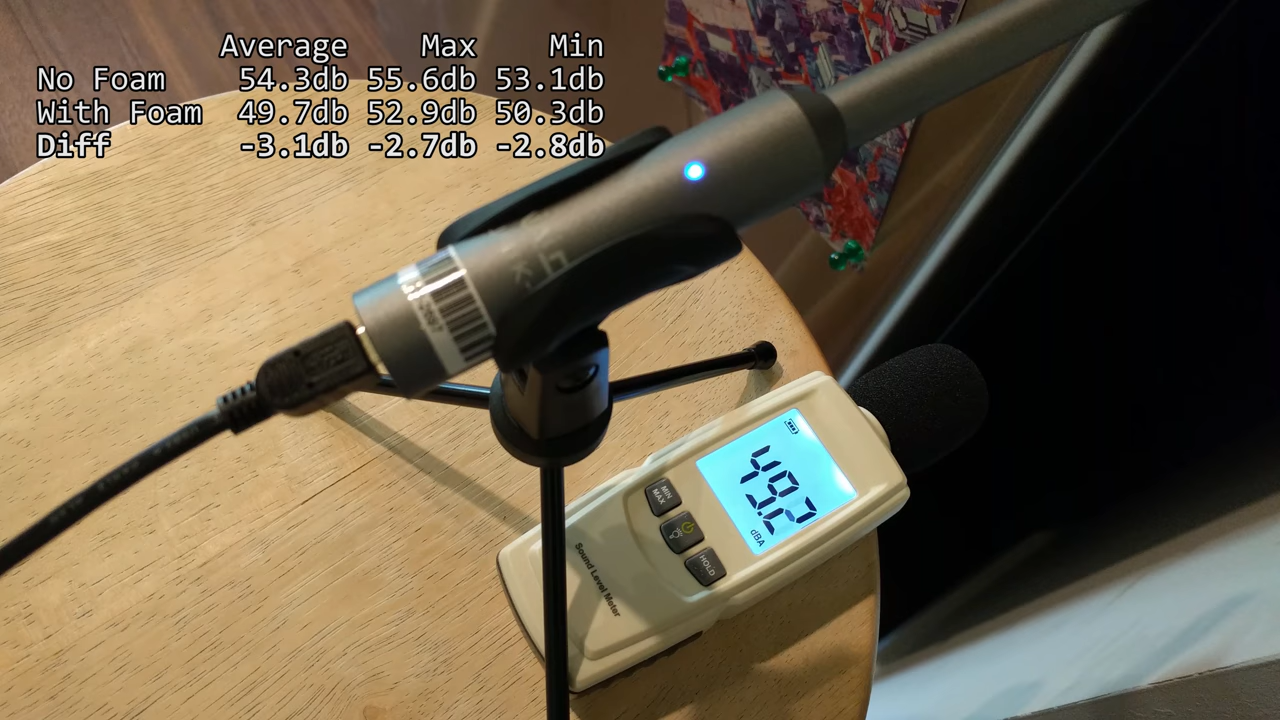 Average Max Min
No Foam 54.3db 55.6db 53.1db
With Foam 49.7db 52.9db 50.3db
Diff -3.1db -2.7db -2.8db
49.2
dBA
MIN
MAX
HOLD
Sound Level Meter